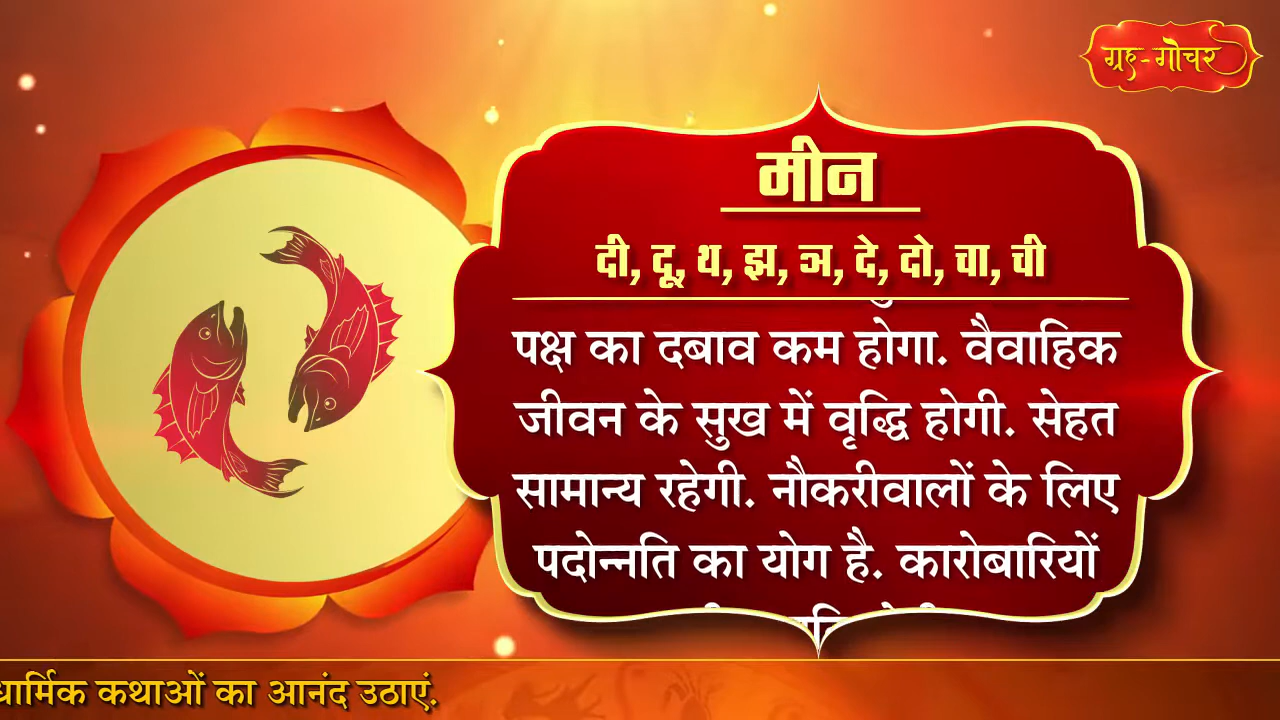 ग्रह-गोचर
मीन
दी, दू, थ, झ, ञ, दे, दो, चा, ची
पक्ष का दबाव कम होगा. वैवाहिक
जीवन के सुख में वृद्धि होगी. सेहत
सामान्य रहेगी. नौकरीवालों के लिए
पदोन्नति का योग है. कारोबारियों
धार्मिक कथाओं का आनंद उठाएं.